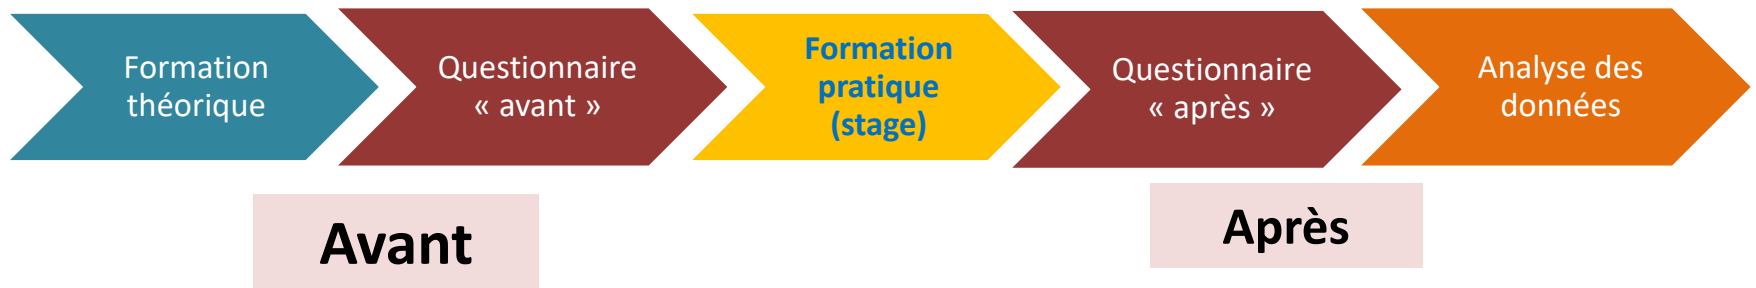 Formation
théorique
Questionnaire
« avant »
Formation
pratique
(stage)
Questionnaire
« après »
Analyse des
données
Avant
Après